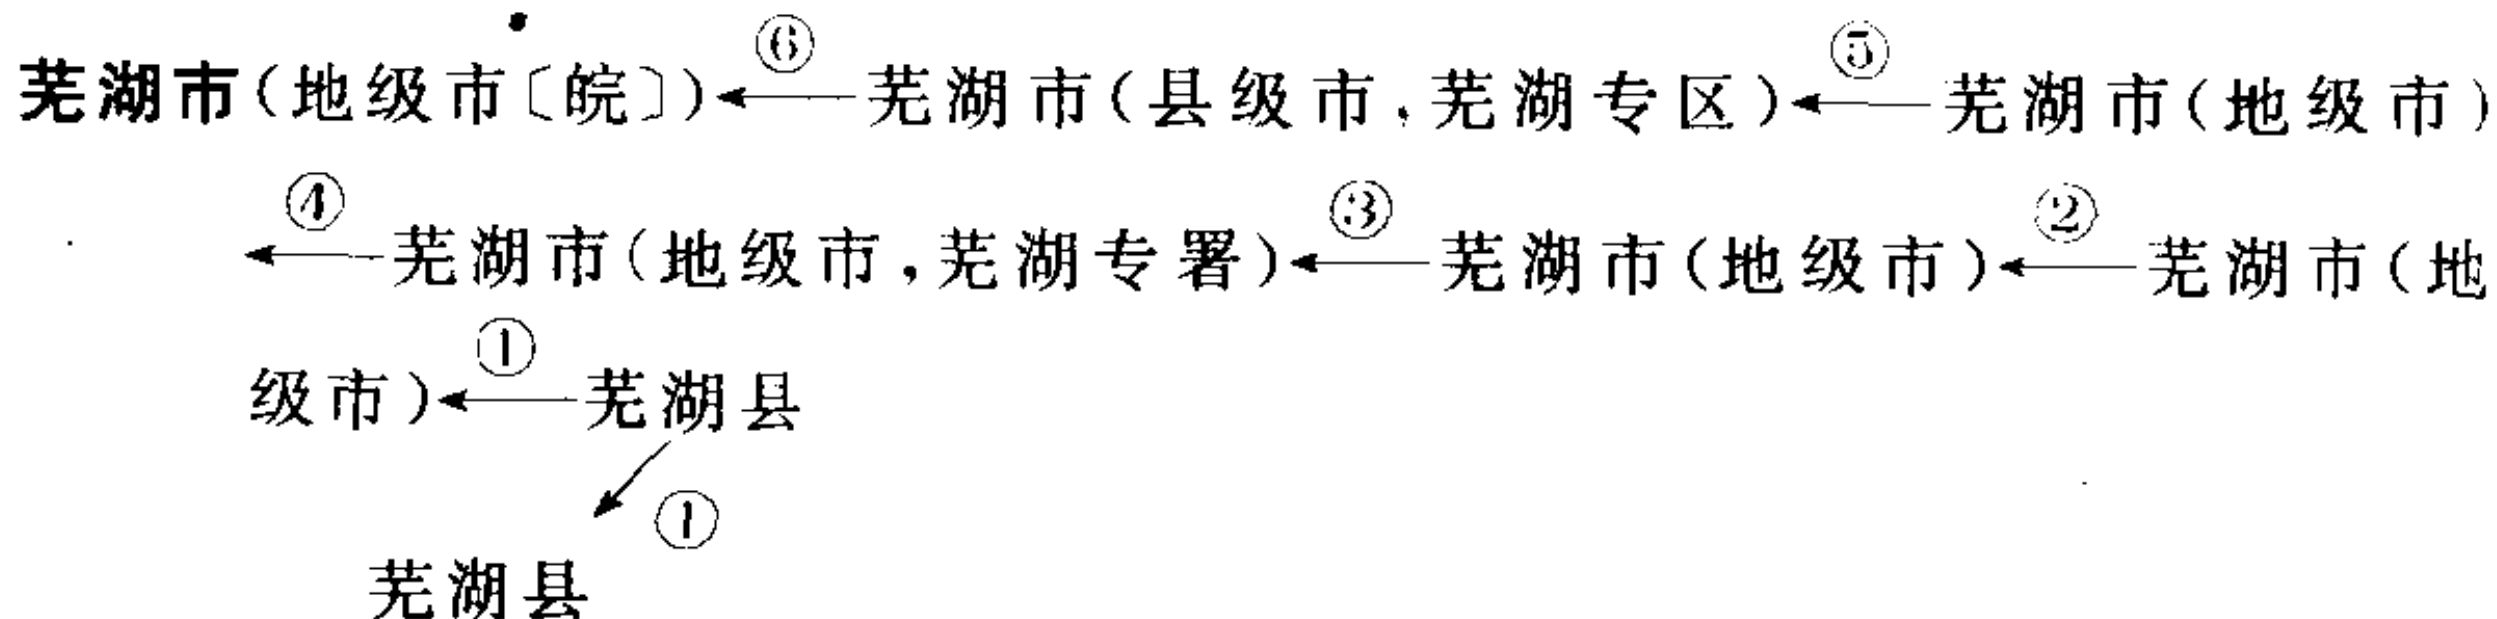 芜湖市(地级市〔皖〕)←⑥—芜湖市(县级市,芜湖专区)←⑤—芜湖市(地级市)
←④—芜湖市(地级市,芜湖专署)←③—芜湖市(地级市)←②—芜湖市(地
级市)←①—芜湖县
↙①
芜湖县